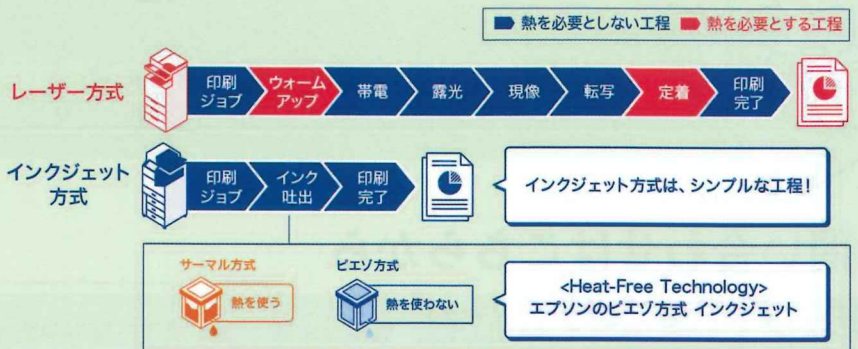 熱を必要としない工程 熱を必要とする工程
レーザー方式
印刷
ジョブ
ウォーム
アップ
帯電
露光
現像
転写
定着
印刷
完了
インクジェット
方式
印刷
ジョブ
インク
吐出
印刷
完了
インクジェット方式は、シンプルな工程!
サーマル方式
熱を使う
ピエゾ方式
熱を使わない
<Heat-Free Technology>
エプソンのピエゾ方式 インクジェット